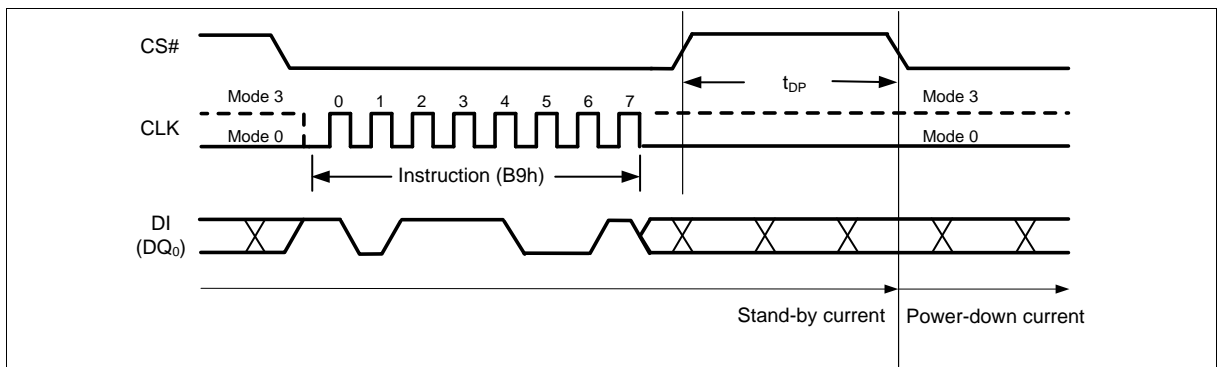 CS#
t_DP
Mode 3 0 1 2 3 4 5 6 7 Mode 3
CLK
Mode 0 Mode 0
Instruction (B9h)
DI
(DQ₀)
Stand-by current Power-down current